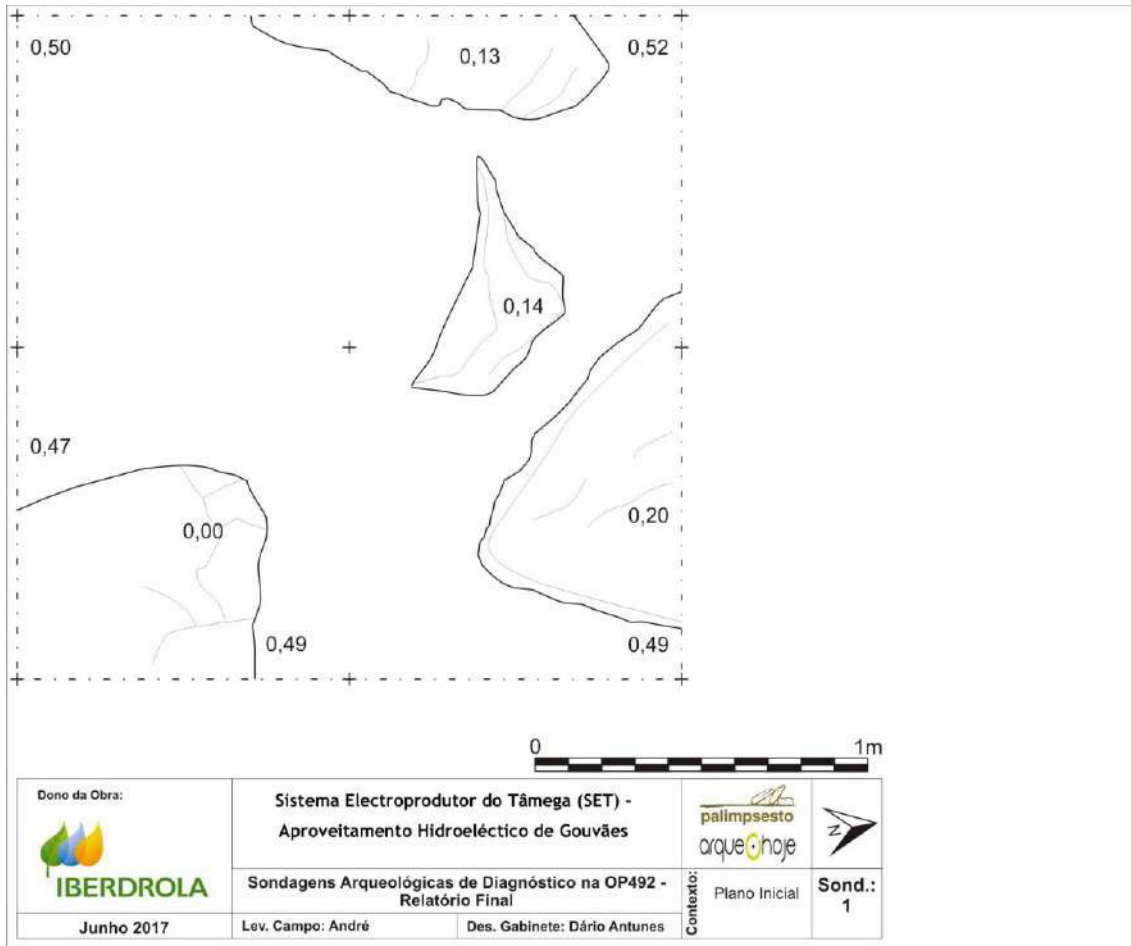 0,50
0,13
0,52
0,14
0,47
0,00
0,20
0,49
0,49
0
1m
Dono da Obra:
IBERDROLA
Junho 2017
Sistema Electroprodutor do Tâmega (SET) -
Aproveitamento Hidroeléctico de Gouvães
Sondagens Arqueológicas de Diagnóstico na OP492 -
Relatório Final
Lev. Campo: André
Des. Gabinete: Dário Antunes
palimpsesto
arqueohoje
N
Contexto:
Plano Inicial
Sond.:
1